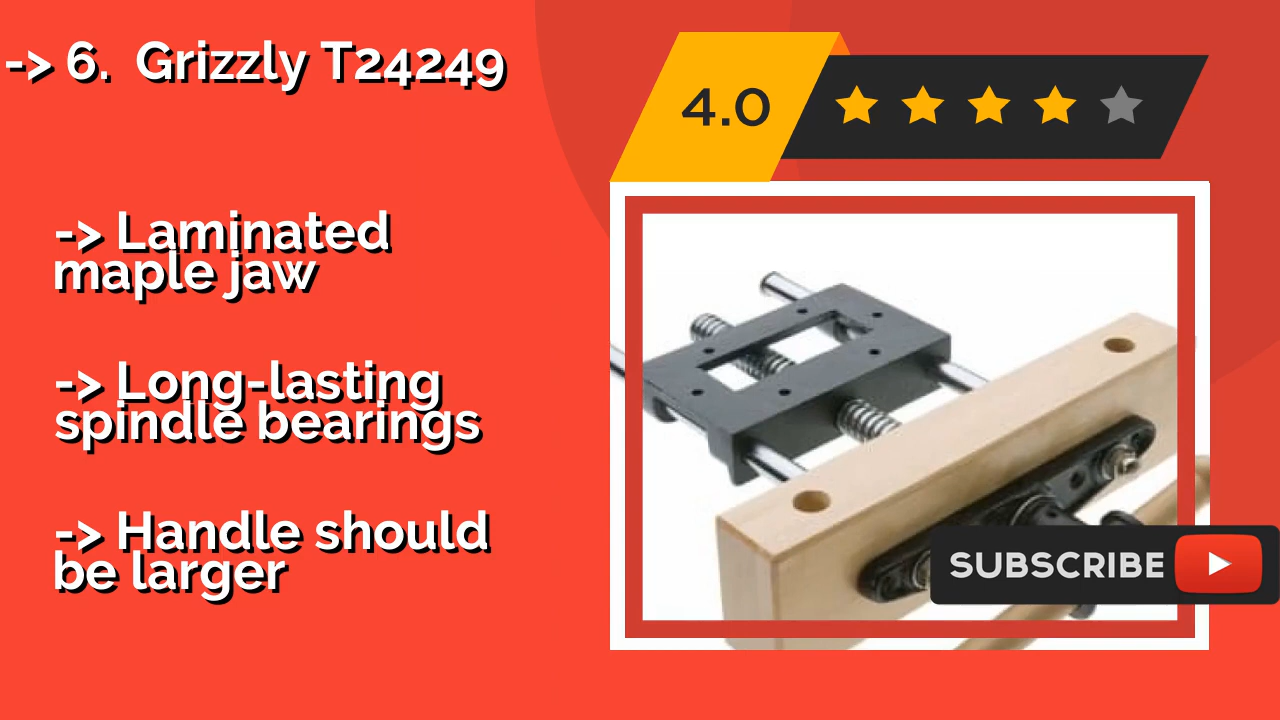 -> 6.  Grizzly T24249
4.0
-> Laminated
maple jaw
-> Long-lasting
spindle bearings
-> Handle should
be larger
SUBSCRIBE